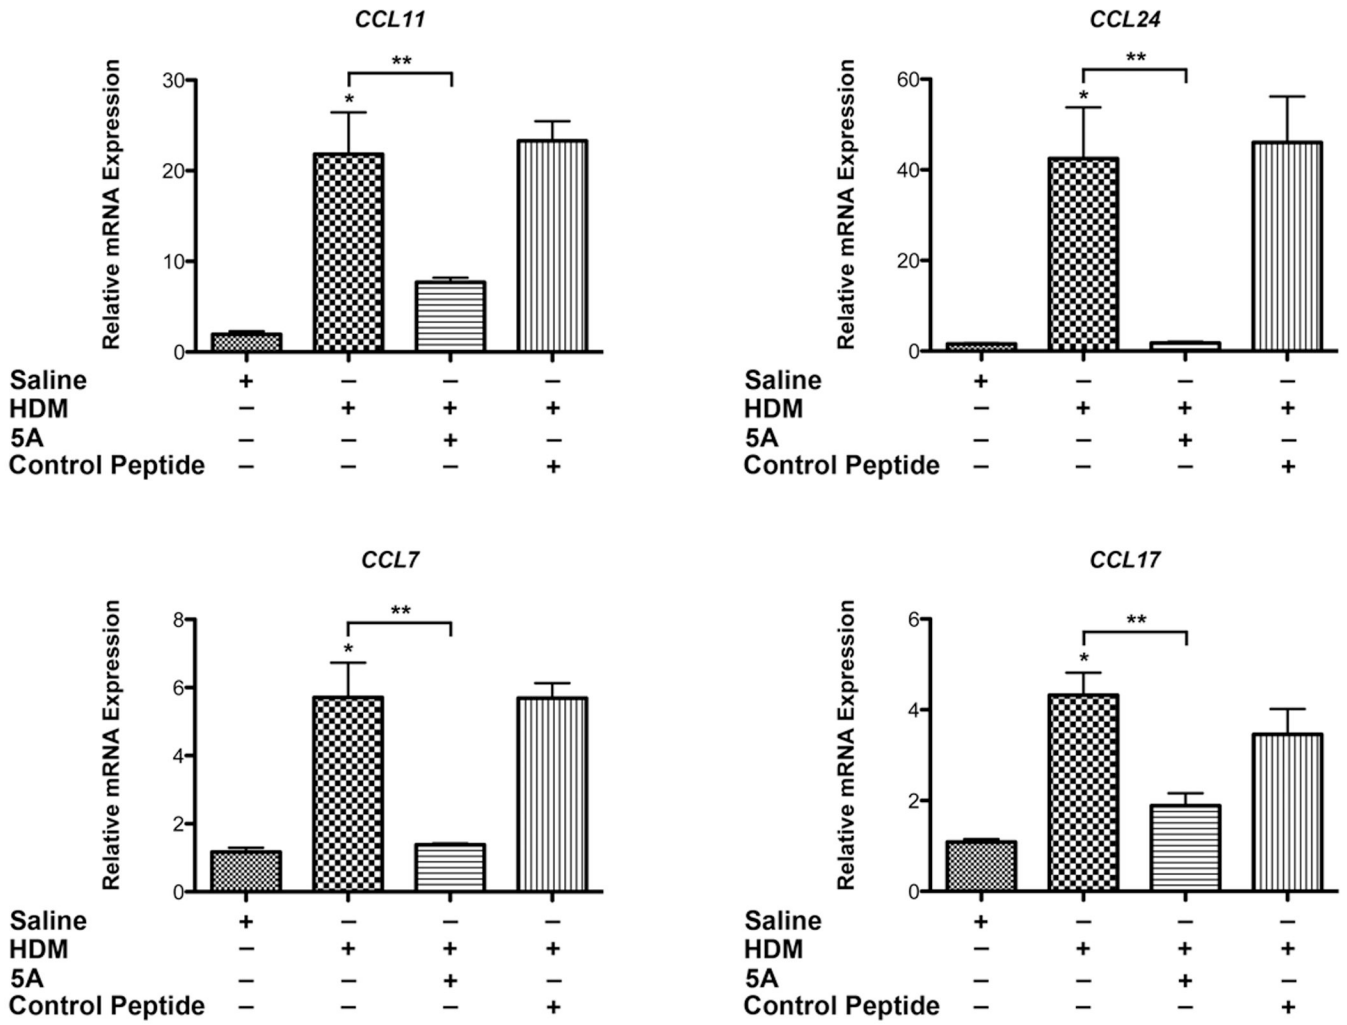 CCL11
**
*
Relative mRNA Expression
30
20
10
0
Saline + – – –
HDM – + + +
5A – – + –
Control Peptide – – – +
CCL24
**
*
Relative mRNA Expression
60
40
20
0
Saline + – – –
HDM – + + +
5A – – + –
Control Peptide – – – +
CCL7
**
*
Relative mRNA Expression
8
6
4
2
0
Saline + – – –
HDM – + + +
5A – – + –
Control Peptide – – – +
CCL17
**
*
Relative mRNA Expression
6
4
2
0
Saline + – – –
HDM – + + +
5A – – + –
Control Peptide – – – +